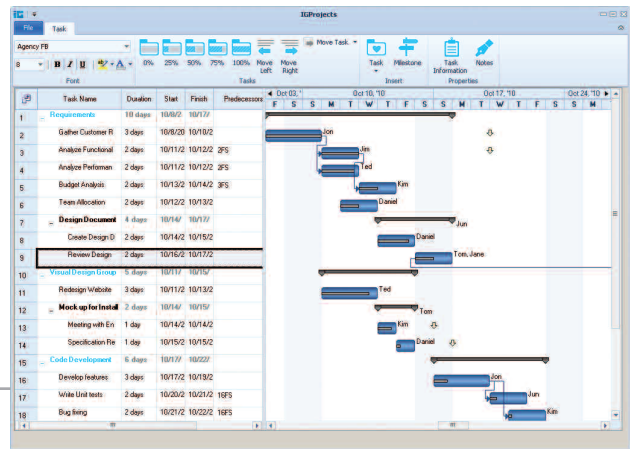 IG IGProjects
File Task
Agency FB
8 B I U ab A 0% 25% 50% 75% 100% Move Left Move Right Move Task Task Milestone Task Information Notes
Font Tasks Insert Properties
Task Name Duration Start Finish Predecessors Oct 03, ' Oct 10, '10 Oct 17, '10 Oct 24, '10
F S S M T W T F S S M T W T F S S M
1 Requirements 10 days 10/8/2 10/17/
2 Gather Customer R 3 days 10/8/20 10/10/2 Jon
3 Analyze Functional 2 days 10/11/2 10/12/2 2FS Jim
4 Analyze Performan 2 days 10/11/2 10/12/2 2FS Ted
5 Budget Analysis 2 days 10/13/2 10/14/2 3FS Kim
6 Team Allocation 2 days 10/12/2 10/13/2 Daniel
7 Design Document 4 days 10/14/ 10/17/ Jun
8 Create Design D 2 days 10/14/2 10/15/2 Daniel
9 Review Design 2 days 10/16/2 10/17/2 Tom, Jane
10 Visual Design Group 5 days 10/11/ 10/15/
11 Redesign Website 3 days 10/11/2 10/13/2 Ted
12 Mock up for Install 2 days 10/14/ 10/15/ Tom
13 Meeting with En 1 day 10/14/2 10/14/2 Kim
14 Specification Re 1 day 10/15/2 10/15/2 Daniel
15 Code Development 6 days 10/17/ 10/22/
16 Develop features 3 days 10/17/2 10/19/2 Jon
17 Write Unit tests 2 days 10/20/2 10/21/2 16FS Jun
18 Bug fixing 2 days 10/21/2 10/22/2 16FS Kim